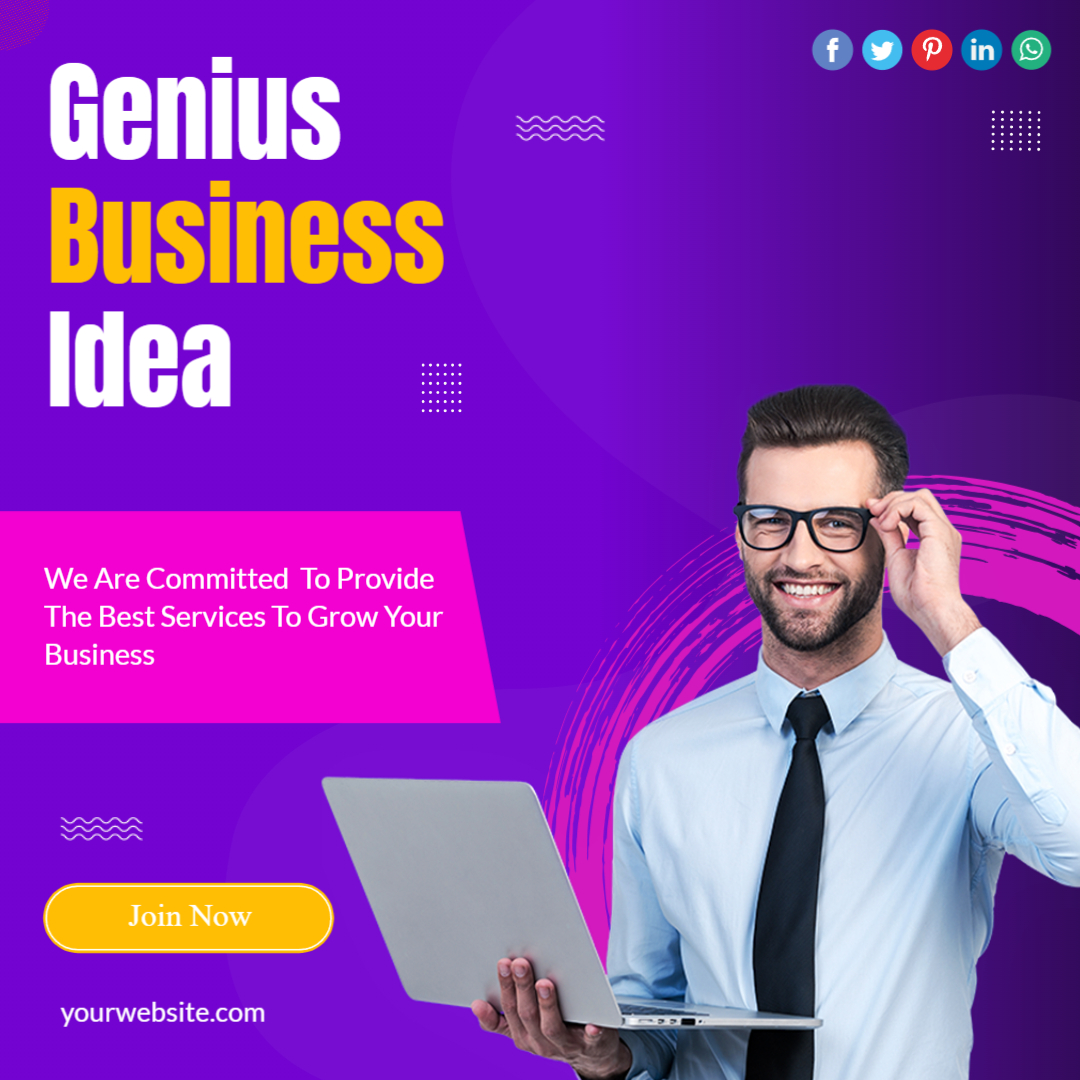 Genius
Business
Idea
We Are Committed  To Provide
The Best Services To Grow Your
Business
Join Now
yourwebsite.com